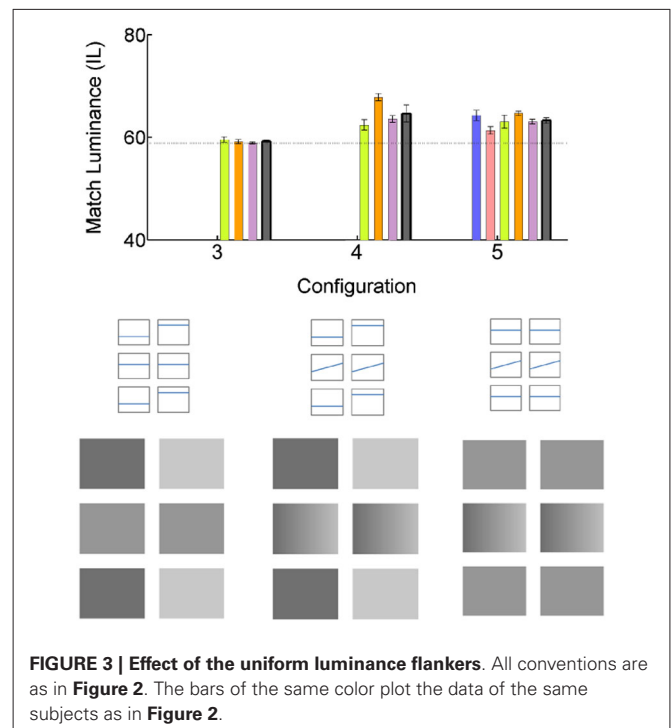 80
60
40
Match Luminance (IL)
3 4 5
Configuration
FIGURE 3 | Effect of the uniform luminance flankers. All conventions are
as in Figure 2. The bars of the same color plot the data of the same
subjects as in Figure 2.